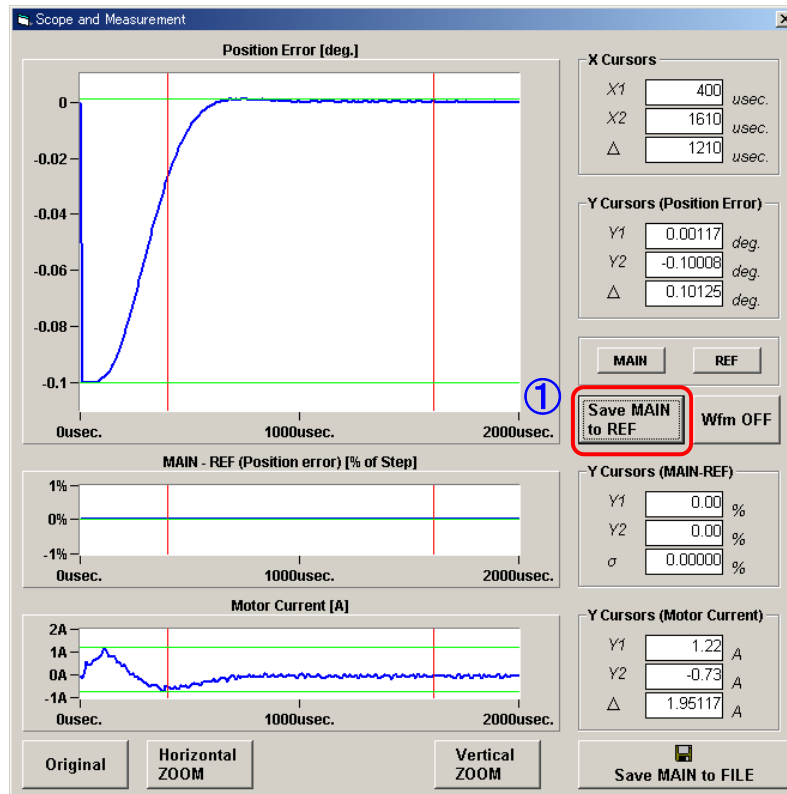 Scope and Measurement
Position Error [deg.]
0
-0.02
-0.04
-0.06
-0.08
-0.1
0usec.
1000usec.
2000usec.
X Cursors
X1
400
usec.
X2
1610
usec.
△
1210
usec.
Y Cursors (Position Error)
Y1
0.00117
deg.
Y2
-0.10008
deg.
△
0.10125
deg.
MAIN
REF
①
Save MAIN
to REF
Wfm OFF
MAIN - REF (Position error) [% of Step]
1%
0%
-1%
0usec.
1000usec.
2000usec.
Y Cursors (MAIN-REF)
Y1
0.00
%
Y2
0.00
%
σ
0.00000
%
Motor Current [A]
2A
1A
0A
-1A
0usec.
1000usec.
2000usec.
Y Cursors (Motor Current)
Y1
1.22
A
Y2
-0.73
A
△
1.95117
A
Original
Horizontal
ZOOM
Vertical
ZOOM
Save MAIN to FILE